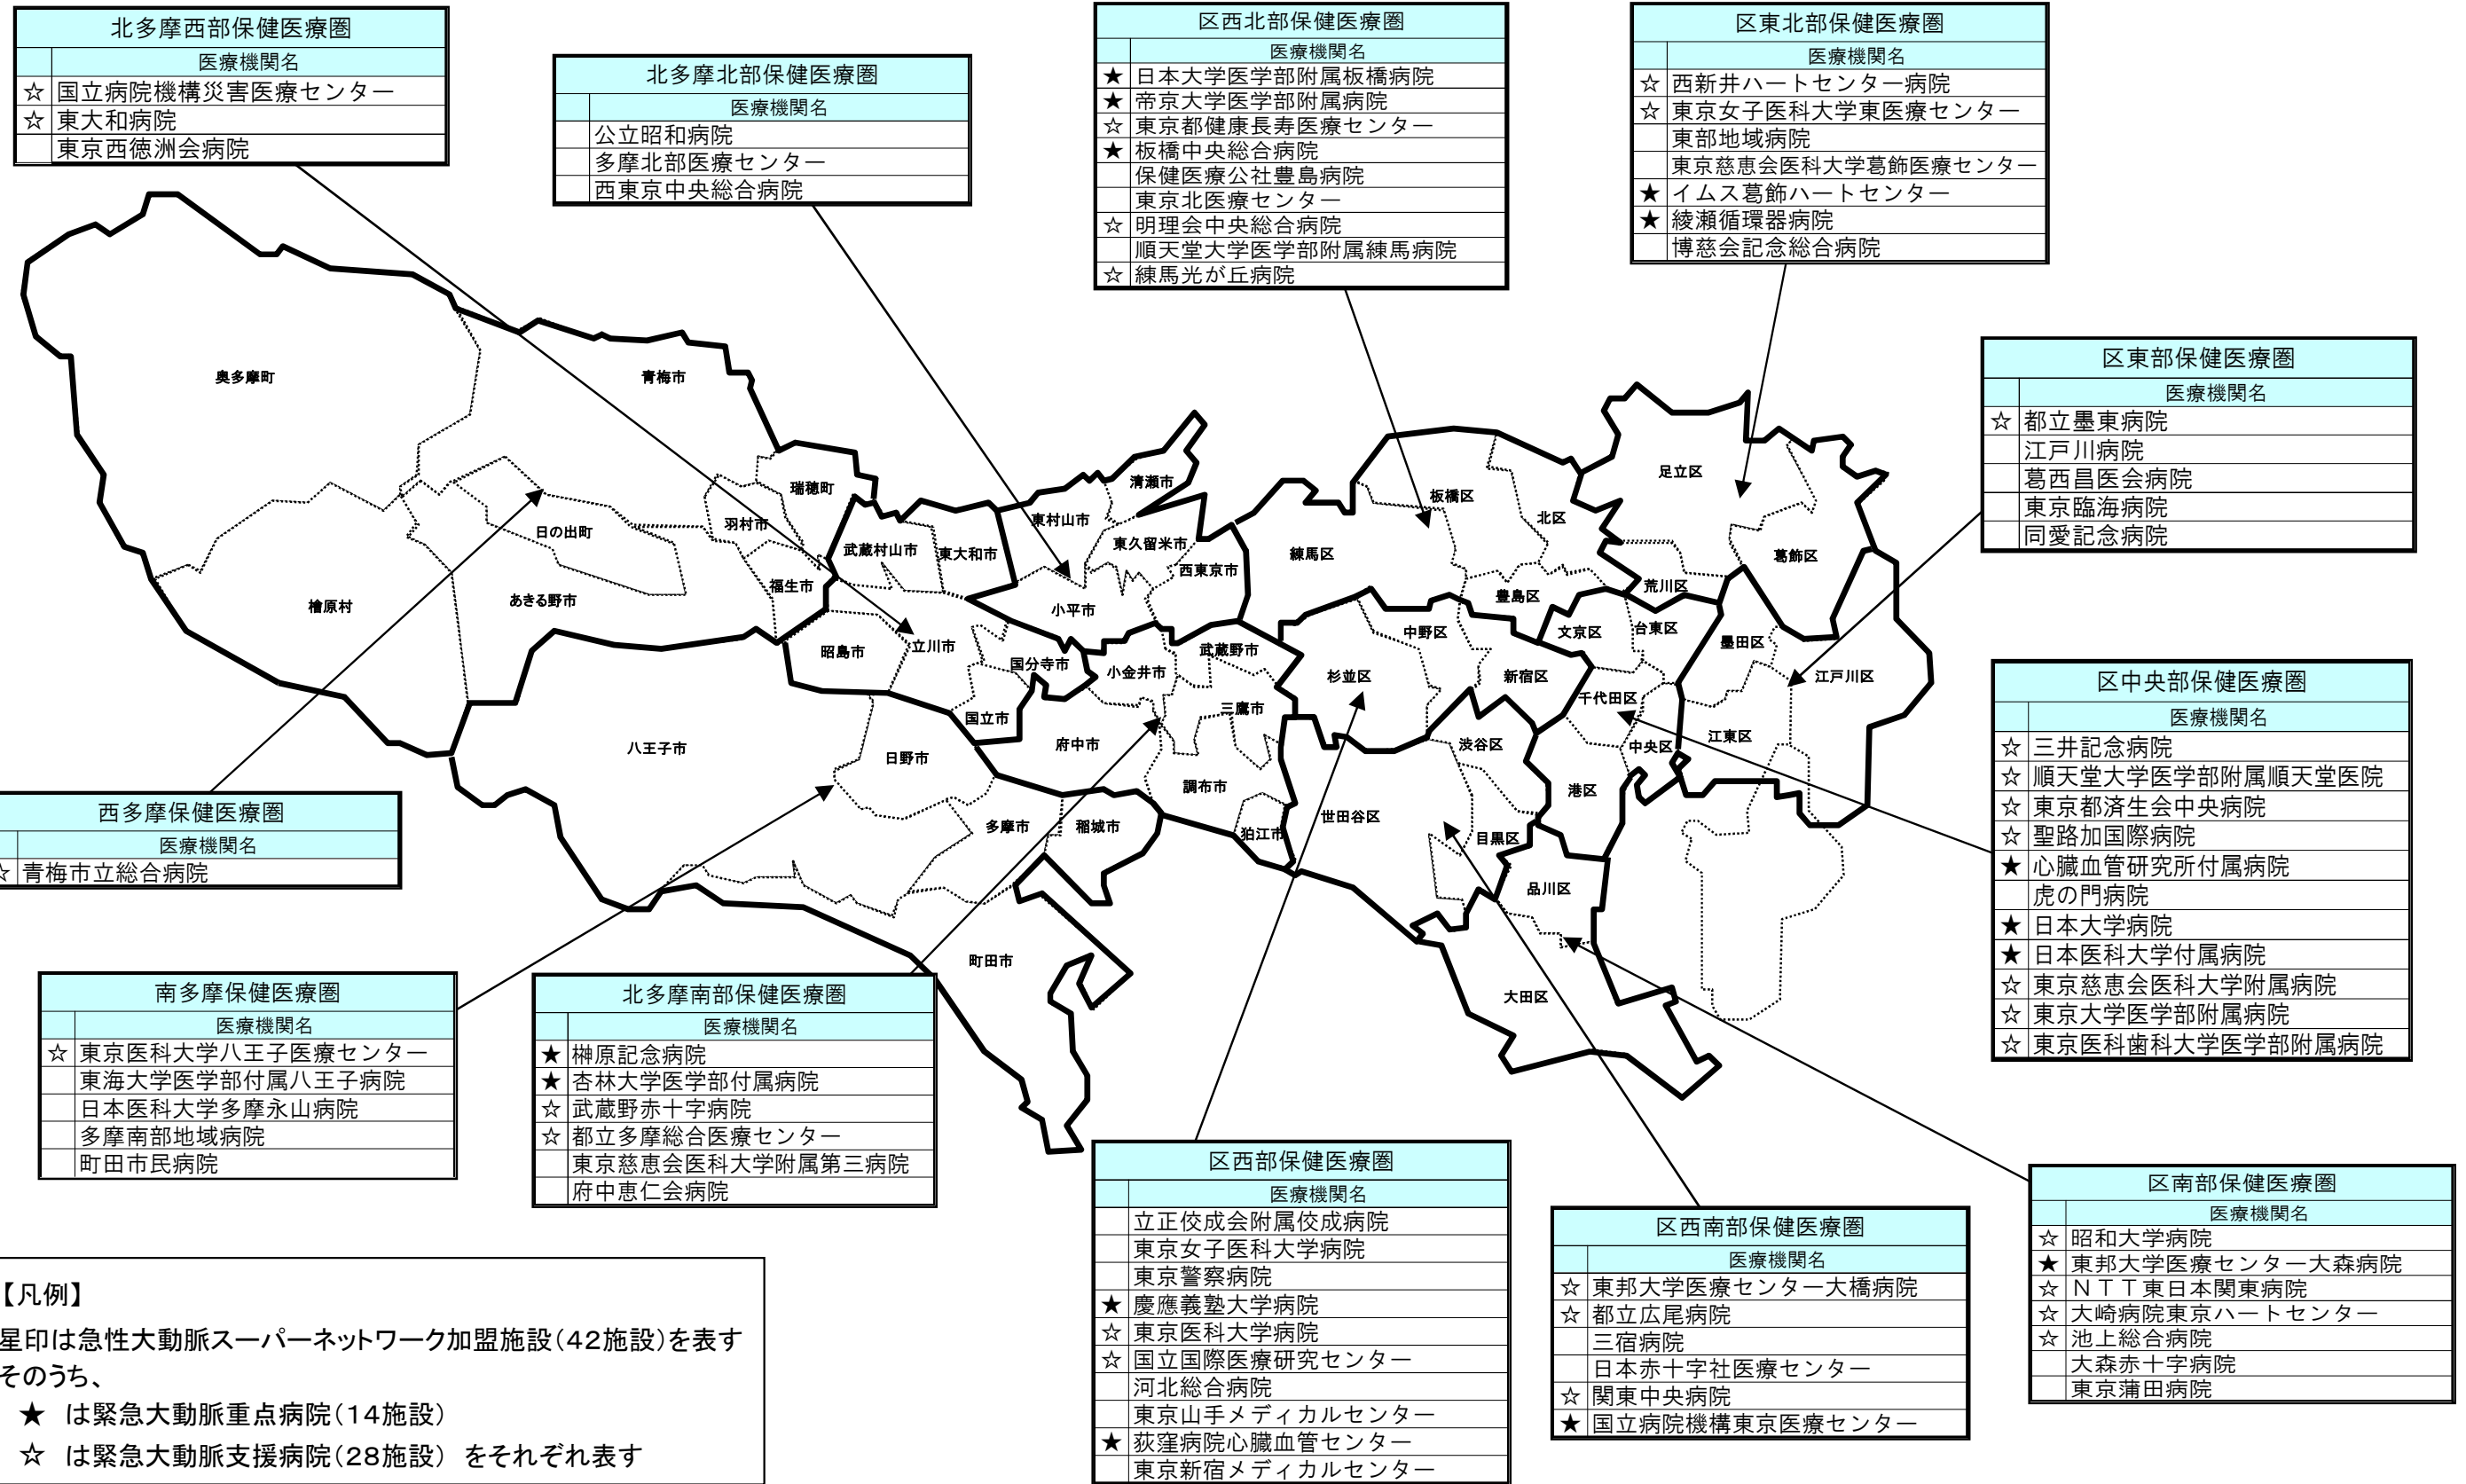 北多摩西部保健医療圏
医療機関名
☆ 国立病院機構災害医療センター
☆ 東大和病院
東京西徳洲会病院
北多摩北部保健医療圏
医療機関名
公立昭和病院
多摩北部医療センター
西東京中央総合病院
区西北部保健医療圏
医療機関名
★ 日本大学医学部附属板橋病院
★ 帝京大学医学部附属病院
☆ 東京都健康長寿医療センター
★ 板橋中央総合病院
保健医療公社豊島病院
東京北医療センター
☆ 明理会中央総合病院
順天堂大学医学部附属練馬病院
☆ 練馬光が丘病院
区東北部保健医療圏
医療機関名
☆ 西新井ハートセンター病院
☆ 東京女子医科大学東医療センター
東部地域病院
東京慈恵会医科大学葛飾医療センター
★ イムス葛飾ハートセンター
★ 綾瀬循環器病院
博慈会記念総合病院
区東部保健医療圏
医療機関名
☆ 都立墨東病院
江戸川病院
葛西昌医会病院
東京臨海病院
同愛記念病院
奥多摩町
青梅市
瑞穂町
羽村市
日の出町
福生市
あきる野市
檜原村
武蔵村山市
東大和市
東村山市
清瀬市
東久留米市
西東京市
小平市
昭島市
立川市
国分寺市
国立市
小金井市
武蔵野市
三鷹市
府中市
調布市
狛江市
八王子市
日野市
多摩市
稲城市
町田市
練馬区
板橋区
北区
足立区
葛飾区
荒川区
豊島区
文京区
台東区
墨田区
江戸川区
中野区
杉並区
新宿区
千代田区
中央区
江東区
渋谷区
港区
世田谷区
目黒区
品川区
大田区
区中央部保健医療圏
医療機関名
☆ 三井記念病院
☆ 順天堂大学医学部附属順天堂医院
☆ 東京都済生会中央病院
☆ 聖路加国際病院
★ 心臓血管研究所付属病院
虎の門病院
★ 日本大学病院
★ 日本医科大学付属病院
☆ 東京慈恵会医科大学附属病院
☆ 東京大学医学部附属病院
☆ 東京医科歯科大学医学部附属病院
西多摩保健医療圏
医療機関名
☆ 青梅市立総合病院
南多摩保健医療圏
医療機関名
☆ 東京医科大学八王子医療センター
東海大学医学部付属八王子病院
日本医科大学多摩永山病院
多摩南部地域病院
町田市民病院
北多摩南部保健医療圏
医療機関名
★ 榊原記念病院
★ 杏林大学医学部付属病院
☆ 武蔵野赤十字病院
☆ 都立多摩総合医療センター
東京慈恵会医科大学附属第三病院
府中恵仁会病院
区西部保健医療圏
医療機関名
立正佼成会附属佼成病院
東京女子医科大学病院
東京警察病院
★ 慶應義塾大学病院
☆ 東京医科大学病院
☆ 国立国際医療研究センター
河北総合病院
東京山手メディカルセンター
★ 荻窪病院心臓血管センター
東京新宿メディカルセンター
区西南部保健医療圏
医療機関名
☆ 東邦大学医療センター大橋病院
☆ 都立広尾病院
三宿病院
日本赤十字社医療センター
☆ 関東中央病院
★ 国立病院機構東京医療センター
区南部保健医療圏
医療機関名
☆ 昭和大学病院
★ 東邦大学医療センター大森病院
☆ NTT東日本関東病院
☆ 大崎病院東京ハートセンター
☆ 池上総合病院
大森赤十字病院
東京蒲田病院
【凡例】
星印は急性大動脈スーパーネットワーク加盟施設(42施設)を表す
そのうち、
★ は緊急大動脈重点病院(14施設)
☆ は緊急大動脈支援病院(28施設) をそれぞれ表す